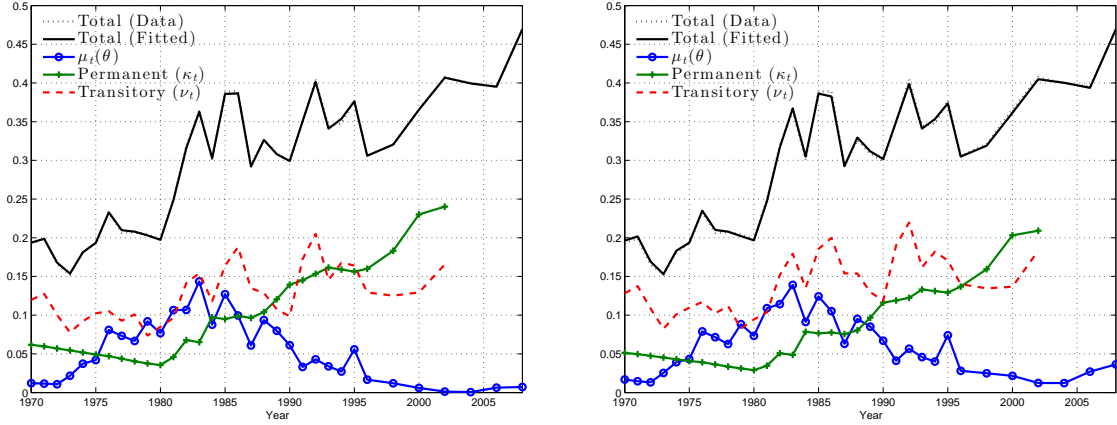 0.5
0.45
0.4
0.35
0.3
0.25
0.2
0.15
0.1
0.05
0
Total (Data)
Total (Fitted)
μt(θ)
Permanent (κt)
Transitory (νt)
1970 1975 1980 1985 1990 1995 2000 2005
Year
0.5
0.45
0.4
0.35
0.3
0.25
0.2
0.15
0.1
0.05
0
Total (Data)
Total (Fitted)
μt(θ)
Permanent (κt)
Transitory (νt)
1970 1975 1980 1985 1990 1995 2000 2005
Year